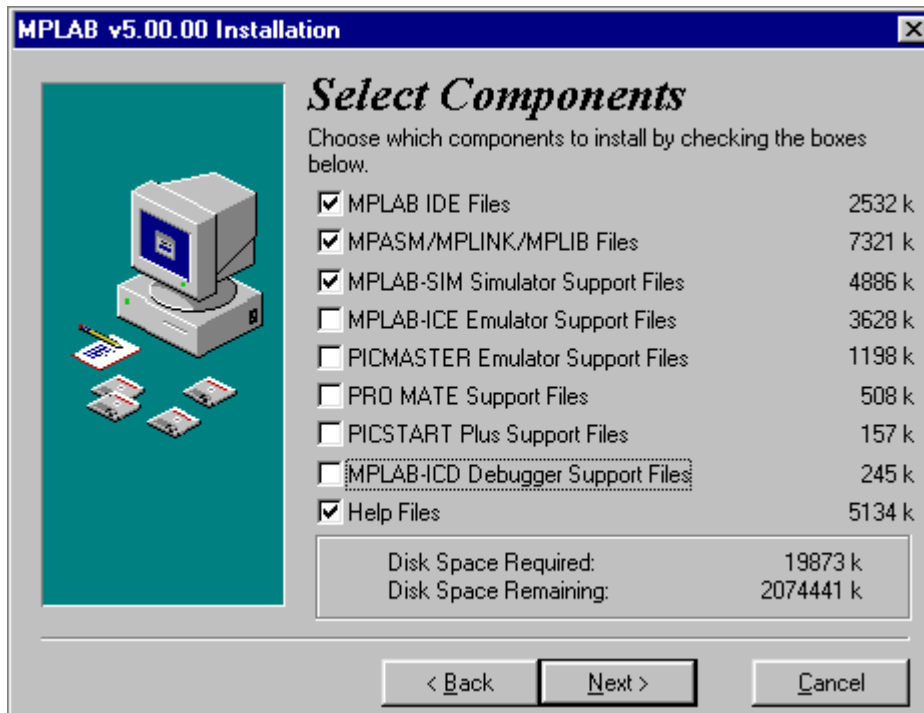 MPLAB v5.00.00 Installation
Select Components
Choose which components to install by checking the boxes
below.
MPLAB IDE Files 2532 k
MPASM/MPLINK/MPLIB Files 7321 k
MPLAB-SIM Simulator Support Files 4886 k
MPLAB-ICE Emulator Support Files 3628 k
PICMASTER Emulator Support Files 1198 k
PRO MATE Support Files 508 k
PICSTART Plus Support Files 157 k
MPLAB-ICD Debugger Support Files 245 k
Help Files 5134 k
Disk Space Required: 19873 k
Disk Space Remaining: 2074441 k
< Back Next > Cancel